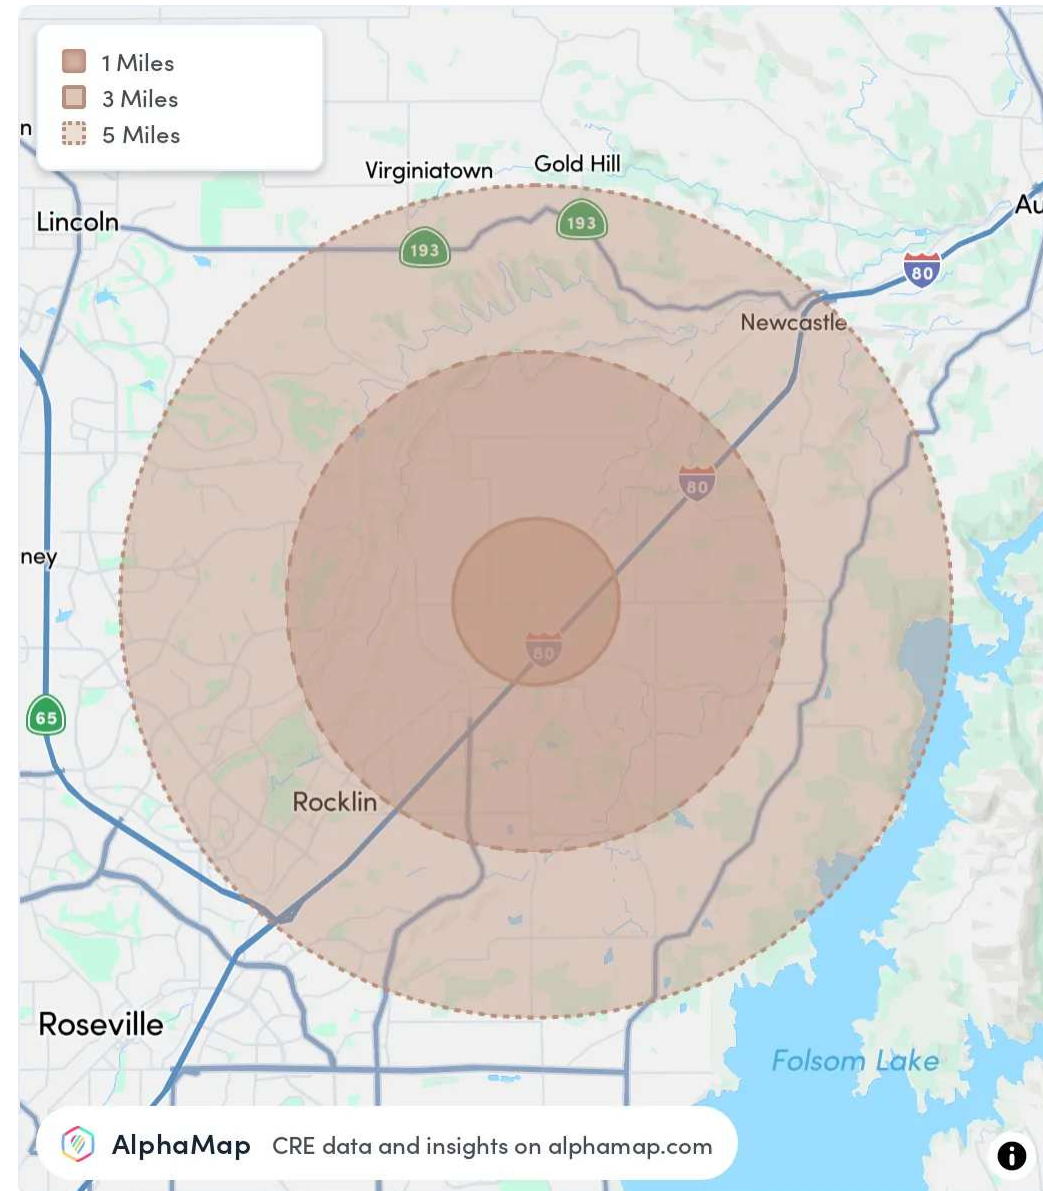 1 Miles
3 Miles
5 Miles
n
Virginiatown
Gold Hill
Lincoln
Au
193
193
80
Newcastle
80
ney
80
65
Rocklin
Roseville
Folsom Lake
AlphaMap CRE data and insights on alphamap.com